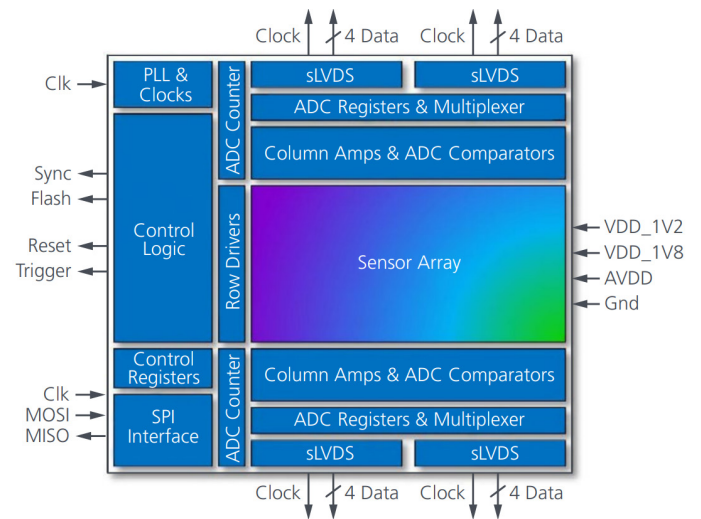 Clock
4 Data
Clock
4 Data
Clk
PLL &
Clocks
ADC Counter
sLVDS
sLVDS
ADC Registers & Multiplexer
Column Amps & ADC Comparators
Sync
Flash
Reset
Trigger
Control
Logic
Row Drivers
Sensor Array
VDD_1V2
VDD_1V8
AVDD
Gnd
Control
Registers
ADC Counter
Column Amps & ADC Comparators
Clk
MOSI
MISO
SPI
Interface
ADC Registers & Multiplexer
sLVDS
sLVDS
Clock
4 Data
Clock
4 Data